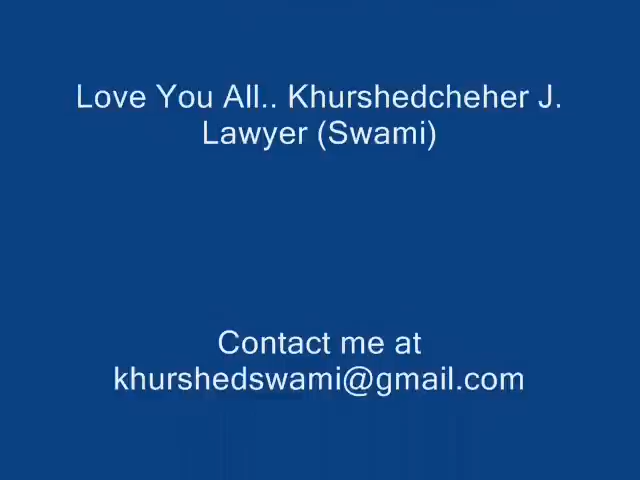 Love You All.. Khurshedcheher J.
Lawyer (Swami)
Contact me at
khurshedswami@gmail.com